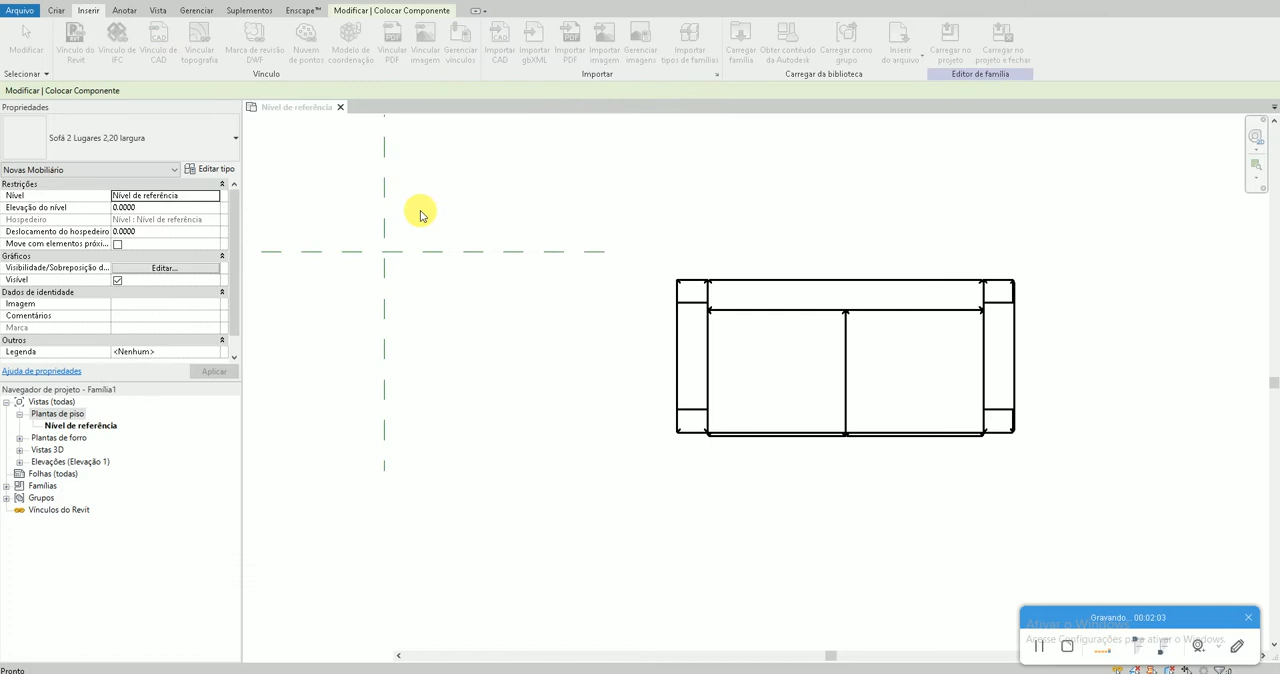 Arquivo Criar Inserir Anotar Vista Gerenciar Suplementos Enscape™ Modificar | Colocar Componente
Modificar
Vínculo do Revit
Vínculo de IFC
Vínculo de CAD
Vincular topografia
Marca de revisão DWF
Nuvem de pontos
Modelo de coordenação
Vincular PDF
Vincular imagem
Gerenciar vínculos
Importar CAD
Importar gbXML
Importar PDF
Importar imagem
Gerenciar imagens
Importar tipos de famílias
Carregar família
Obter conteúdo da Autodesk
Carregar como grupo
Inserir do arquivo
Carregar no projeto
Carregar no projeto e fechar
Selecionar Vínculo Importar Carregar da biblioteca Editor de família
Modificar | Colocar Componente
Propriedades
Nível de referência
Sofá 2 Lugares 2,20 largura
Novas Mobiliário Editar tipo
Restrições
Nível Nível de referência
Elevação do nível 0.0000
Hospedeiro Nível : Nível de referência
Deslocamento do hospedeiro 0.0000
Move com elementos próxi...
Gráficos
Visibilidade/Sobreposição d... Editar...
Visível
Dados de identidade
Imagem
Comentários
Marca
Outros
Legenda <Nenhum>
Ajuda de propriedades Aplicar
Navegador de projeto - Família1
Vistas (todas)
Plantas de piso
Nível de referência
Plantas de forro
Vistas 3D
Elevações (Elevação 1)
Folhas (todas)
Famílias
Grupos
Vínculos do Revit
Gravando... 00:02:03
Ativar o Windows
Acesse Configurações para ativar o Windows.
Pronto
:0